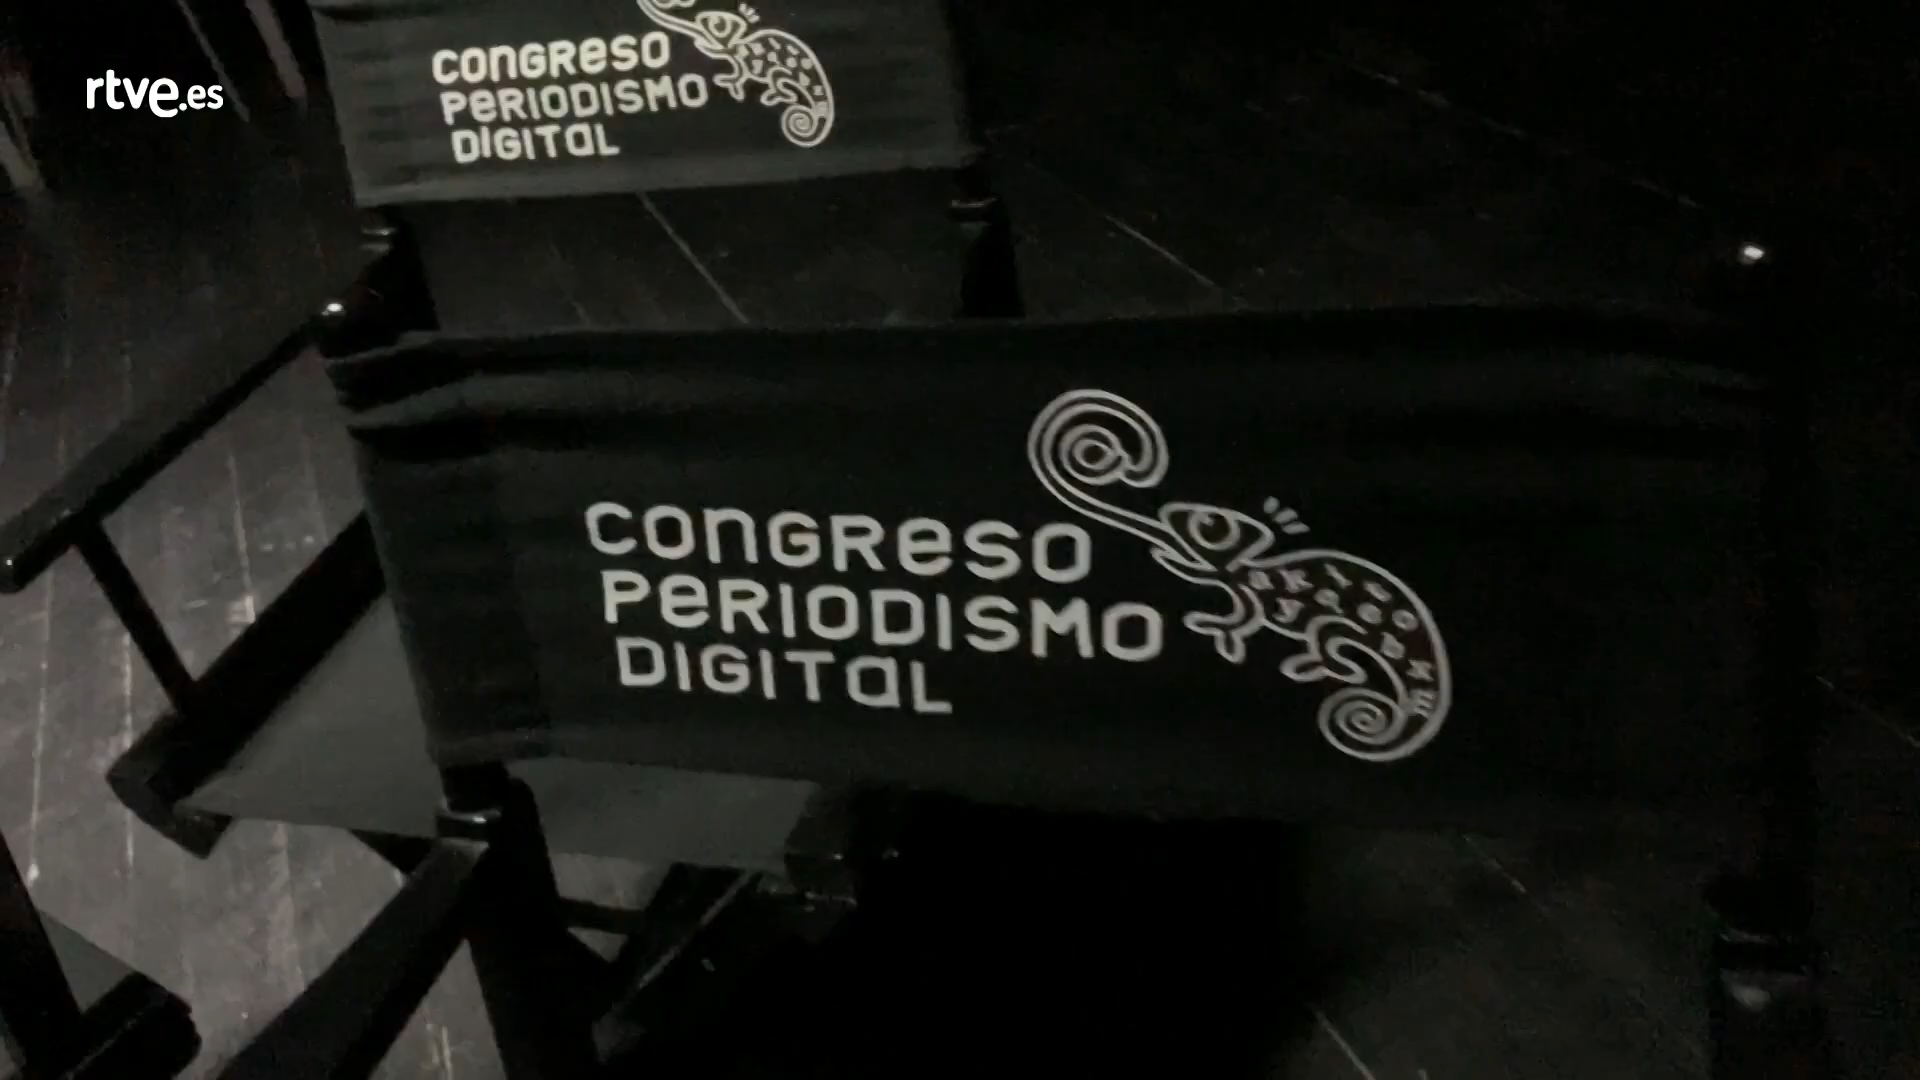 rtve.es
CONGRESO
PERIODISMO
DIGITAL
CONGRESO
PERIODISMO
DIGITAL